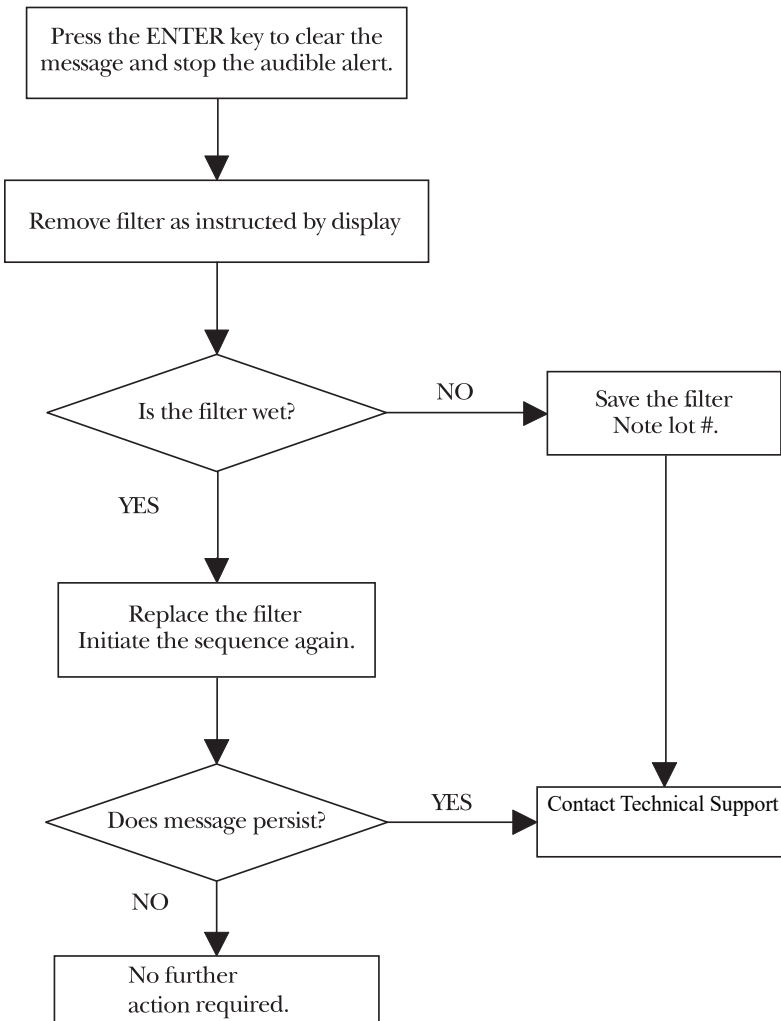 Press the ENTER key to clear the
message and stop the audible alert.
Remove filter as instructed by display
Is the filter wet?
NO
Save the filter
Note lot #.
YES
Replace the filter
Initiate the sequence again.
Does message persist?
YES
Contact Technical Support
NO
No further
action required.